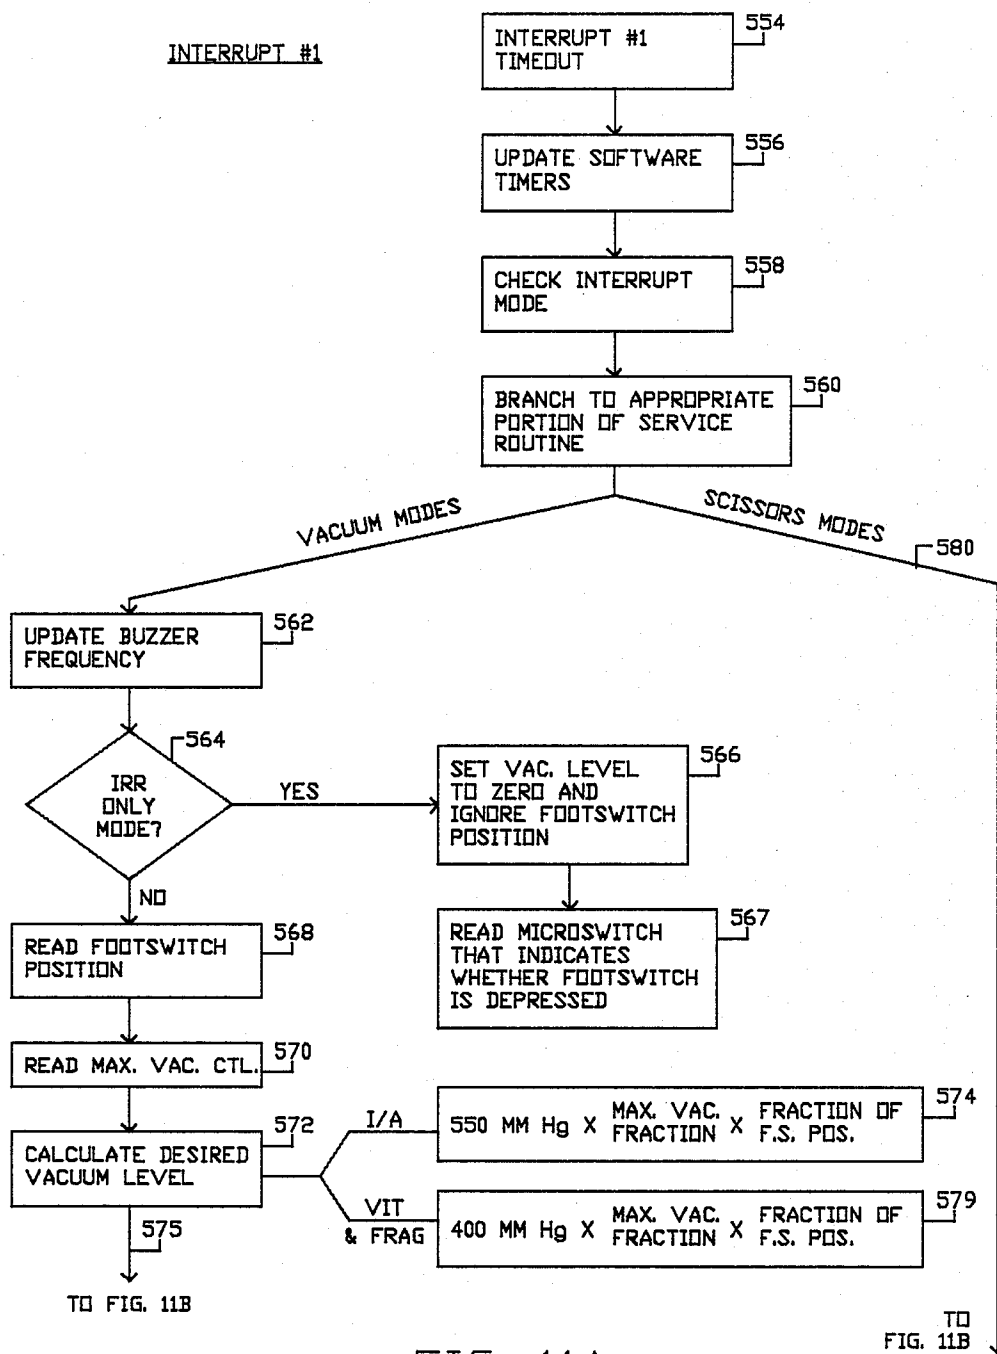 INTERRUPT #1
INTERRUPT #1
TIMEOUT
554
UPDATE SOFTWARE
TIMERS
556
CHECK INTERRUPT
MODE
558
BRANCH TO APPROPRIATE
PORTION OF SERVICE
ROUTINE
560
VACUUM MODES
SCISSORS MODES
580
UPDATE BUZZER
FREQUENCY
562
564
IRR
ONLY
MODE?
YES
NO
SET VAC. LEVEL
TO ZERO AND
IGNORE FOOTSWITCH
POSITION
566
READ FOOTSWITCH
POSITION
568
READ MICROSWITCH
THAT INDICATES
WHETHER FOOTSWITCH
IS DEPRESSED
567
READ MAX. VAC. CTL.
570
CALCULATE DESIRED
VACUUM LEVEL
572
I/A
550 MM Hg X MAX. VAC. FRACTION X FRACTION OF F.S. POS.
574
VIT
& FRAG
400 MM Hg X MAX. VAC. FRACTION X FRACTION OF F.S. POS.
579
575
TO FIG. 11B
TO
FIG. 11B